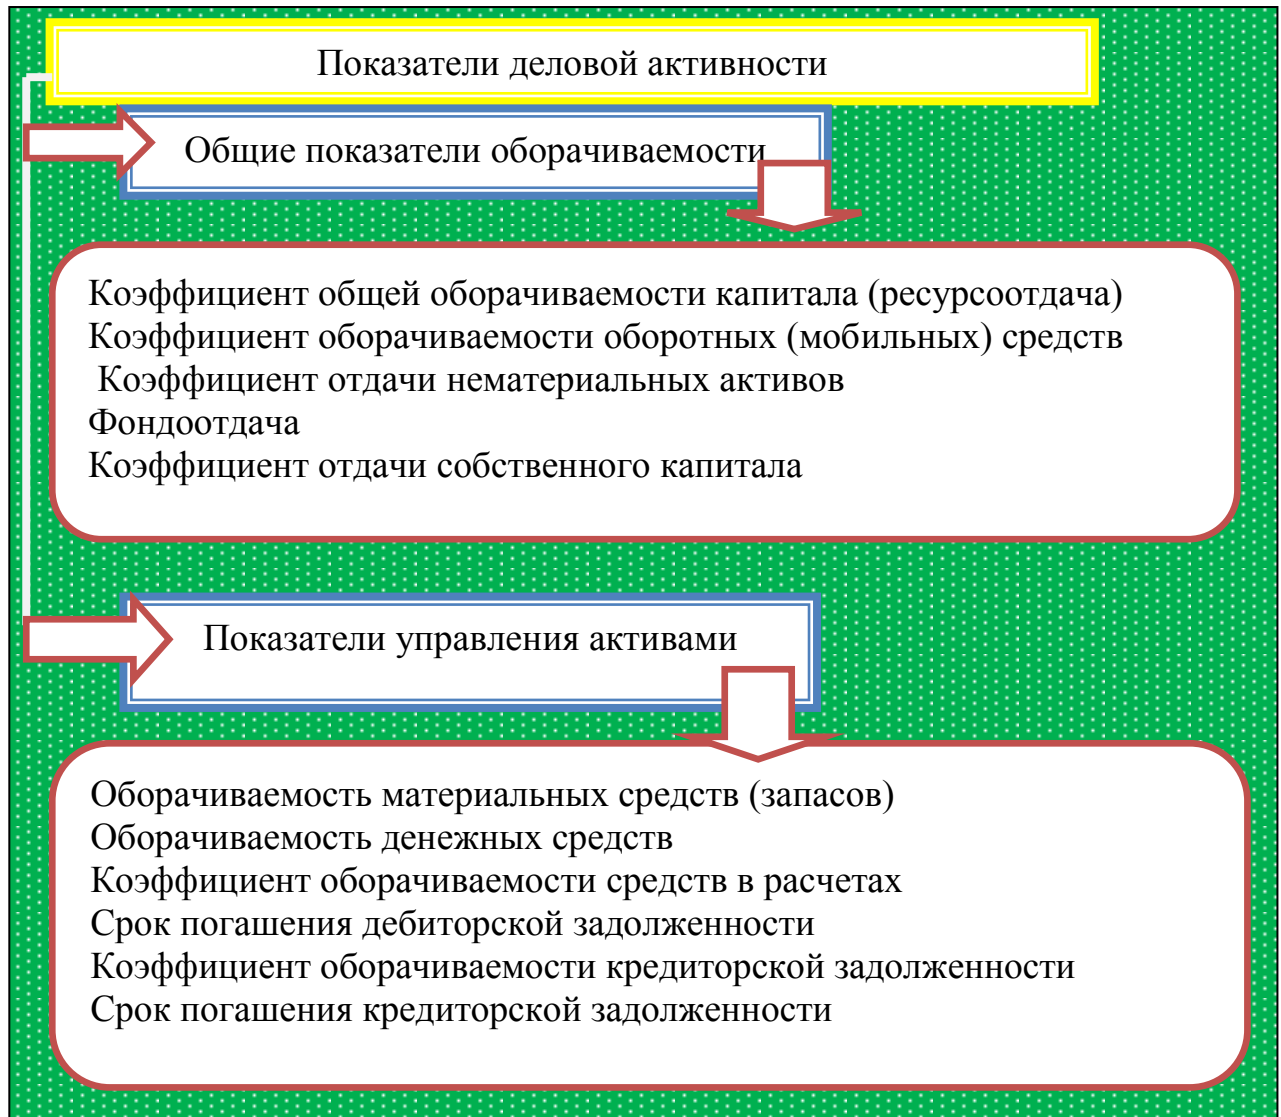 Показатели деловой активности
Общие показатели оборачиваемости
Коэффициент общей оборачиваемости капитала (ресурсоотдача)
Коэффициент оборачиваемости оборотных (мобильных) средств
Коэффициент отдачи нематериальных активов
Фондоотдача
Коэффициент отдачи собственного капитала
Показатели управления активами
Оборачиваемость материальных средств (запасов)
Оборачиваемость денежных средств
Коэффициент оборачиваемости средств в расчетах
Срок погашения дебиторской задолженности
Коэффициент оборачиваемости кредиторской задолженности
Срок погашения кредиторской задолженности